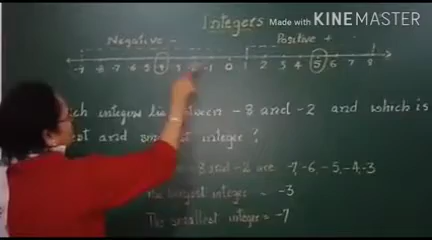 Integers
Made with KINEMASTER
Negative -
Positive +
-8 -7 -6 5 4 3 -1 0 1 2 3 4 5 6 7 8
integers lie between -8 and -2 and which is
and smallest integer ?
-8 and -2 are -7, -6, -5, -4, -3
The largest integer = -3
The smallest integer = -7